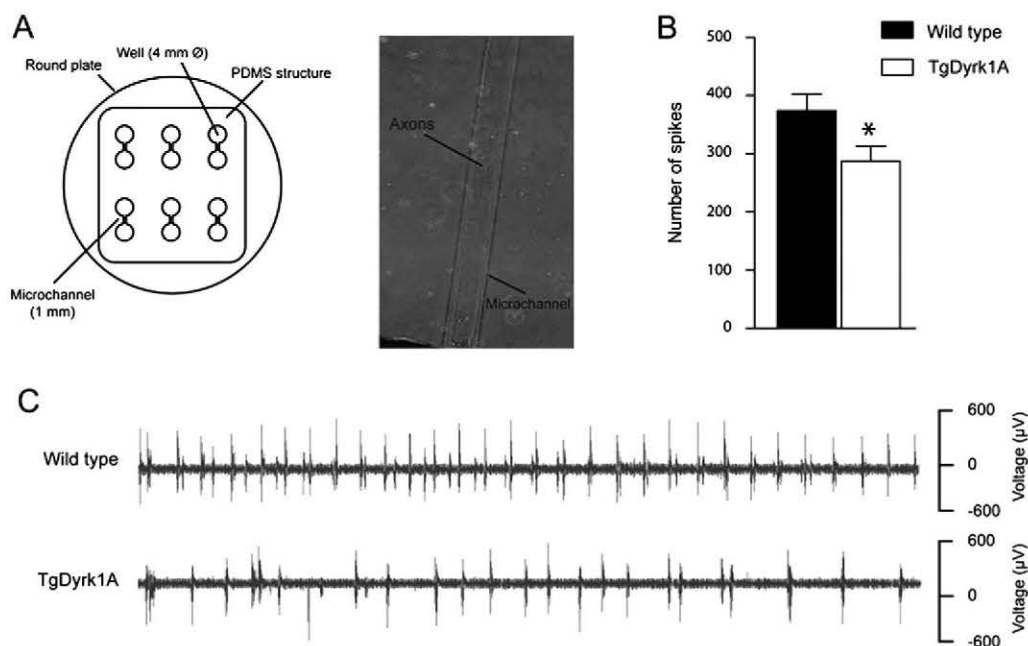 A
Round plate
Well (4 mm Ø)
PDMS structure
Microchannel
(1 mm)
Axons
Microchannel
B
Wild type
TgDyrk1A
Number of spikes
500
400
300
200
100
0
*
C
Wild type
600
0
-600
Voltage (µV)
TgDyrk1A
600
0
-600
Voltage (µV)